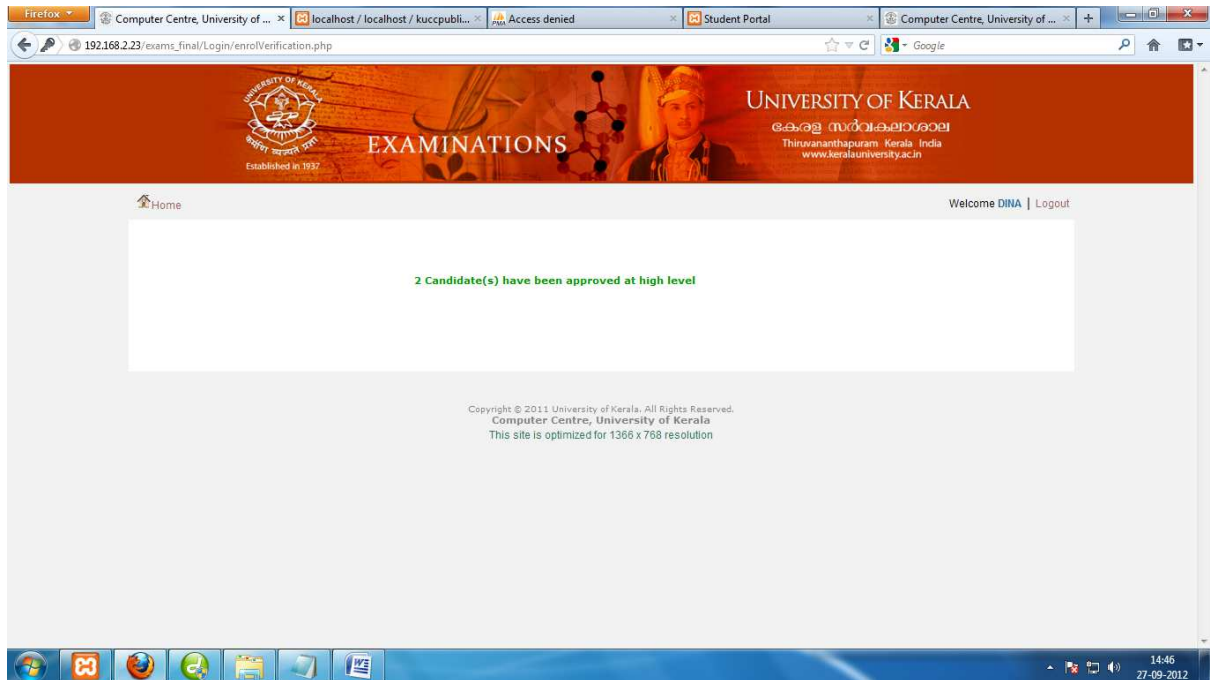 Firefox
Computer Centre, University of ...
localhost / localhost / kuccpubli...
Access denied
Student Portal
Computer Centre, University of ...
192.168.2.23/exams_final/Login/enrolVerification.php
Google
UNIVERSITY OF KERALA
Established in 1937
EXAMINATIONS
UNIVERSITY OF KERALA
കേരള സർവകലാശാല
Thiruvananthapuram Kerala India
www.keralauniversity.ac.in
Home
Welcome DINA | Logout
2 Candidate(s) have been approved at high level
Copyright © 2011 University of Kerala. All Rights Reserved.
Computer Centre, University of Kerala
This site is optimized for 1366 x 768 resolution
14:46
27-09-2012